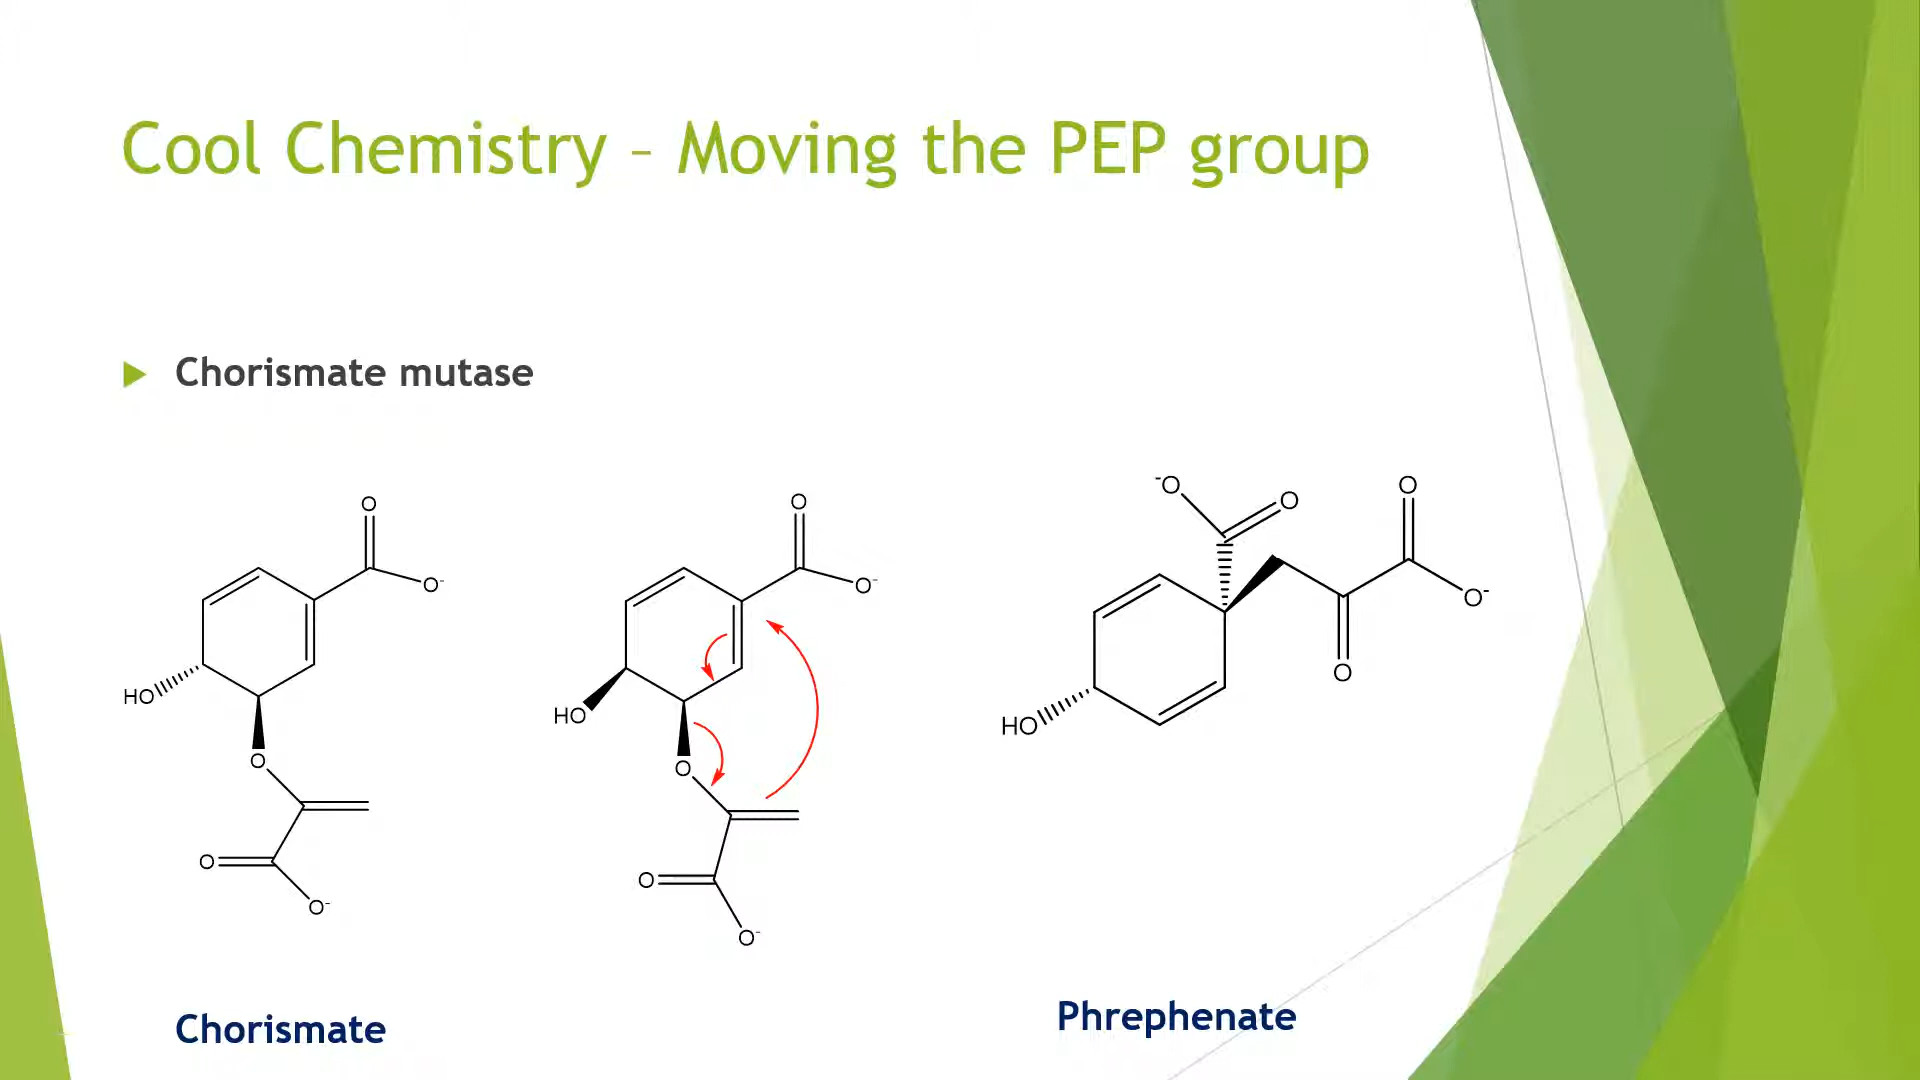 Cool Chemistry – Moving the PEP group
Chorismate mutase
O
O-
HO
O
O
O-
O
O-
HO
O
O
O-
-O
O
O
O-
O
HO
Chorismate
Phrephenate